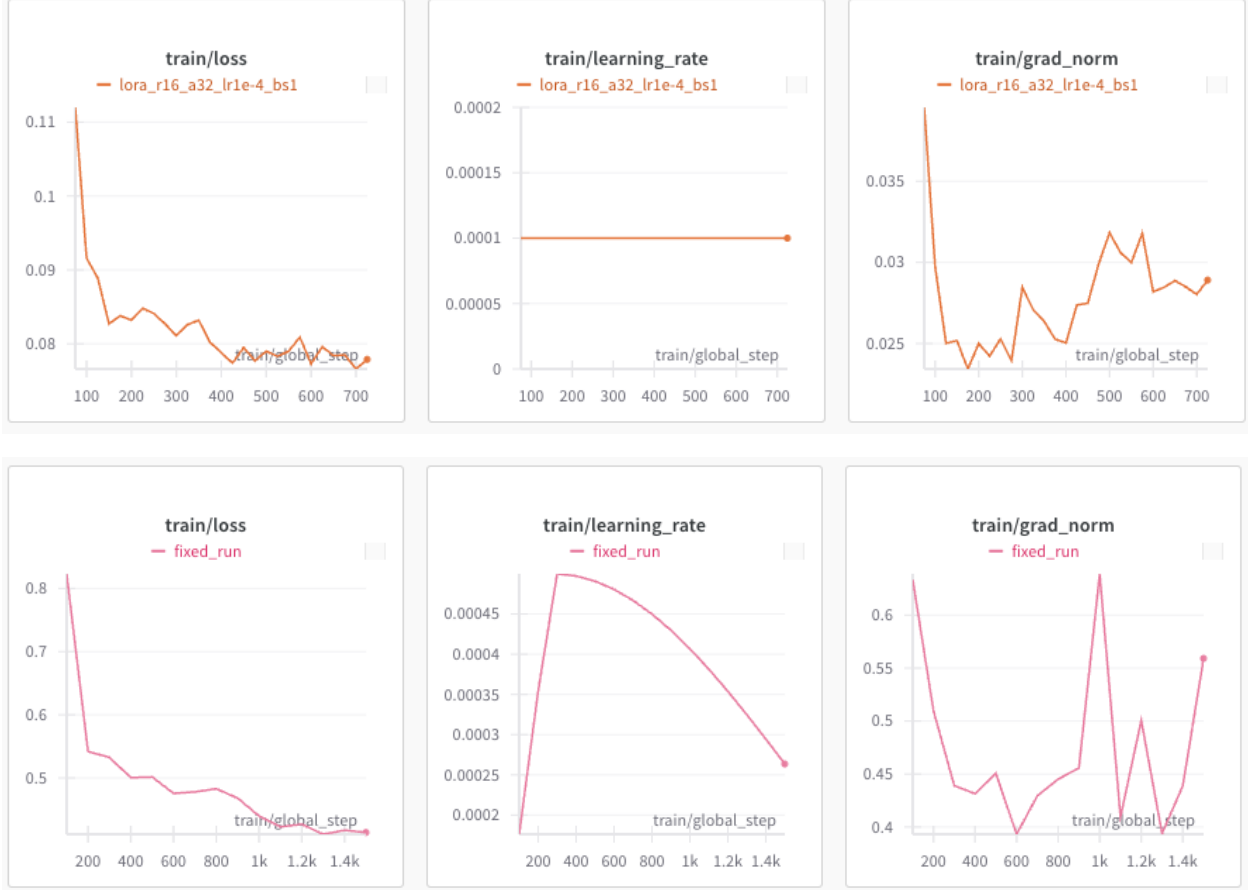 train/loss
lora_r16_a32_lr1e-4_bs1
0.11
0.1
0.09
0.08
train/global_step
100 200 300 400 500 600 700
train/learning_rate
lora_r16_a32_lr1e-4_bs1
0.0002
0.00015
0.0001
0.00005
0
train/global_step
100 200 300 400 500 600 700
train/grad_norm
lora_r16_a32_lr1e-4_bs1
0.035
0.03
0.025
train/global_step
100 200 300 400 500 600 700
train/loss
fixed_run
0.8
0.7
0.6
0.5
train/global_step
200 400 600 800 1k 1.2k 1.4k
train/learning_rate
fixed_run
0.00045
0.0004
0.00035
0.0003
0.00025
0.0002
train/global_step
200 400 600 800 1k 1.2k 1.4k
train/grad_norm
fixed_run
0.6
0.55
0.5
0.45
0.4
train/global_step
200 400 600 800 1k 1.2k 1.4k